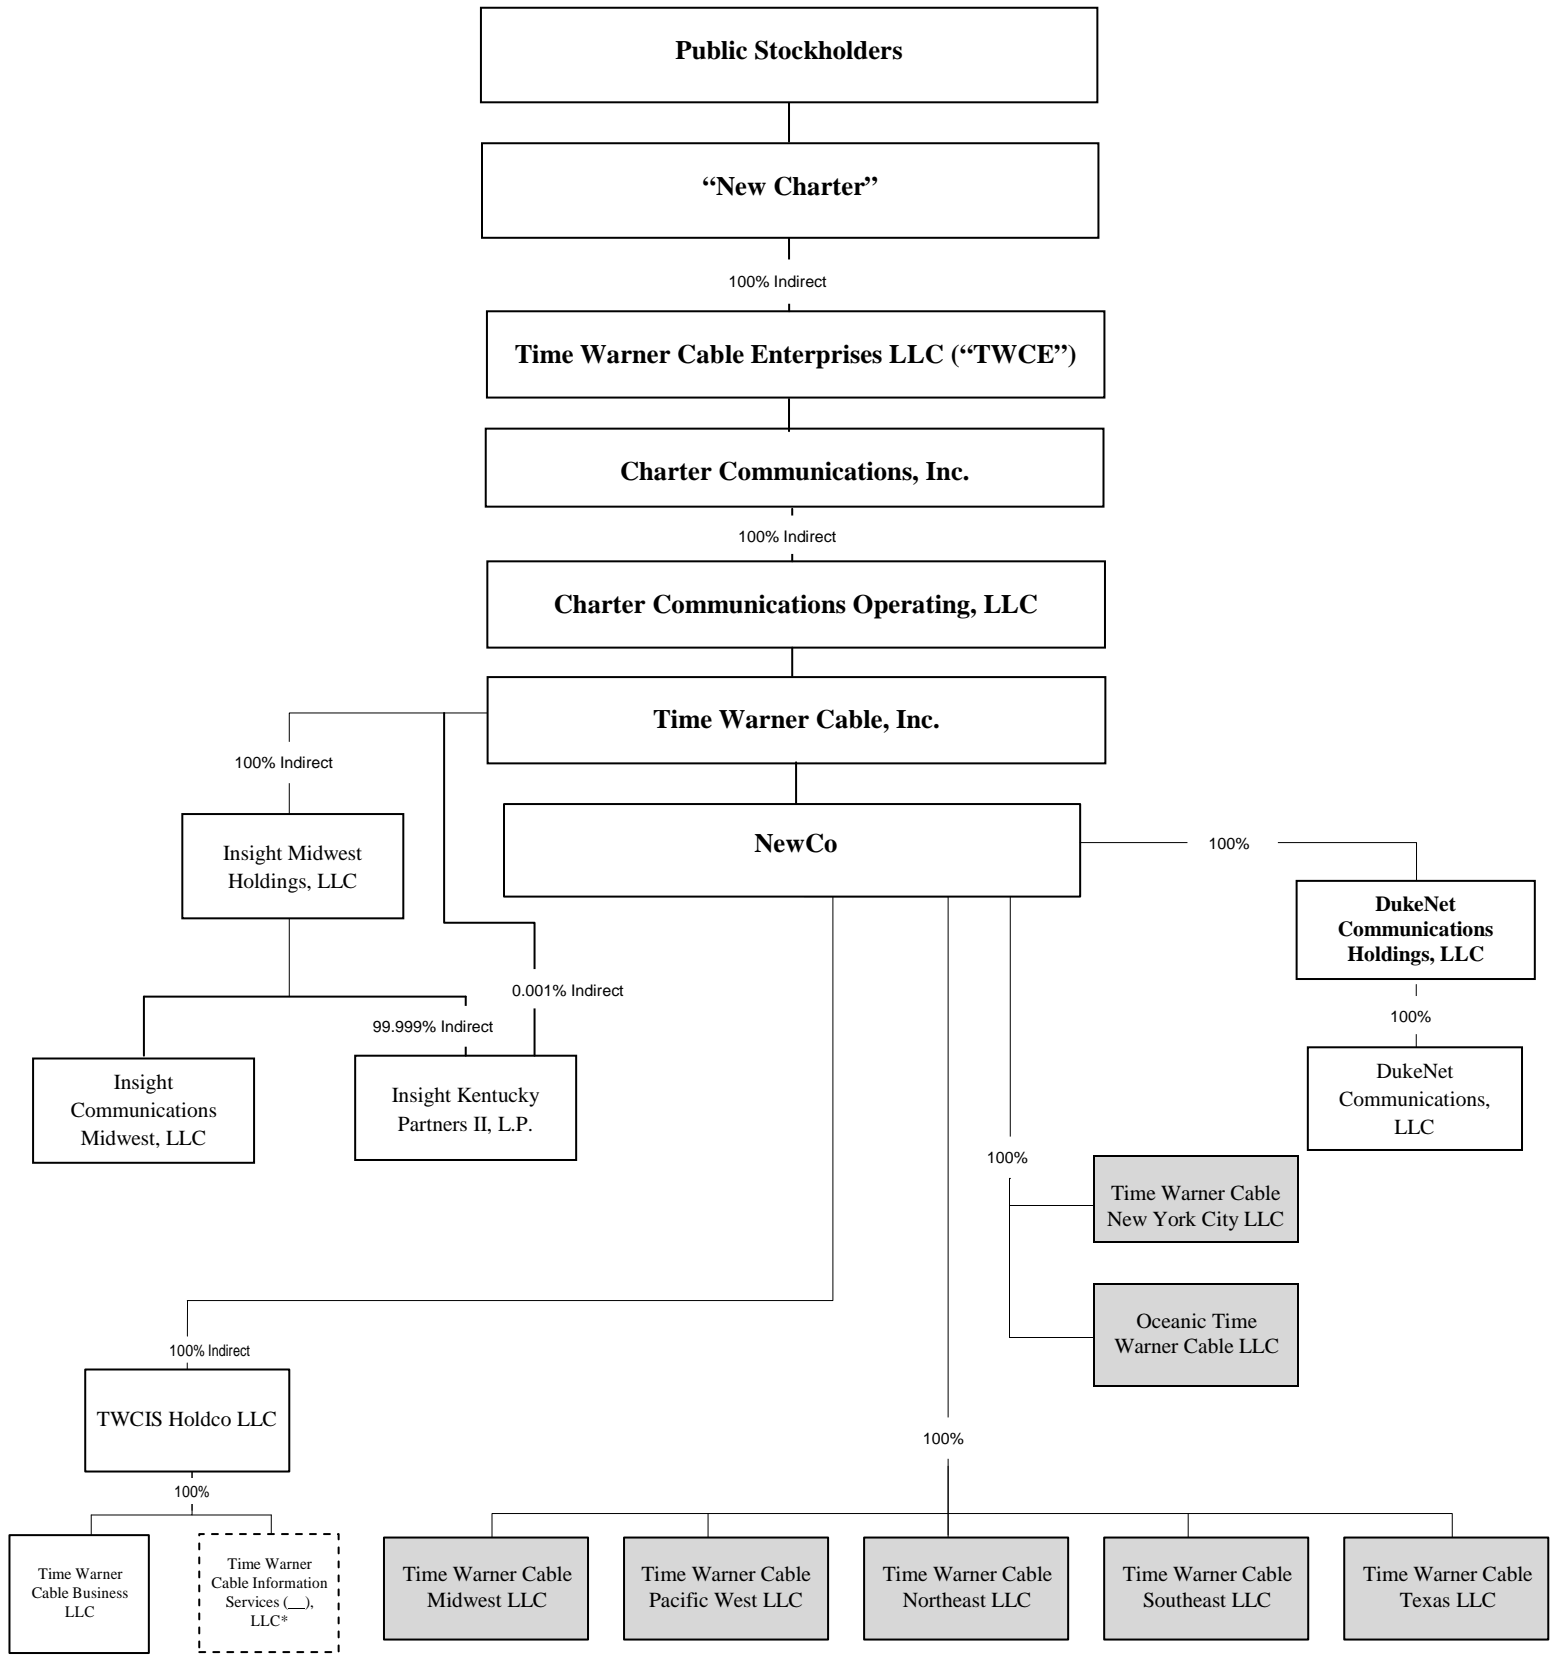 Public Stockholders
“New Charter”
100% Indirect
Time Warner Cable Enterprises LLC (“TWCE”)
Charter Communications, Inc.
100% Indirect
Charter Communications Operating, LLC
Time Warner Cable, Inc.
100% Indirect
NewCo
100%
Insight Midwest
Holdings, LLC
DukeNet
Communications
Holdings, LLC
0.001% Indirect
99.999% Indirect
100%
Insight
Communications
Midwest, LLC
Insight Kentucky
Partners II, L.P.
DukeNet
Communications,
LLC
100%
Time Warner Cable
New York City LLC
Oceanic Time
Warner Cable LLC
100% Indirect
TWCIS Holdco LLC
100%
100%
Time Warner
Cable Business
LLC
Time Warner
Cable Information
Services (__),
LLC*
Time Warner Cable
Midwest LLC
Time Warner Cable
Pacific West LLC
Time Warner Cable
Northeast LLC
Time Warner Cable
Southeast LLC
Time Warner Cable
Texas LLC